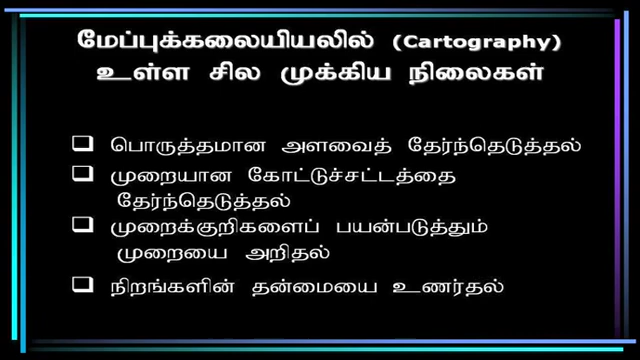 மேப்புக்கலையியலில் (Cartography)
உள்ள சில முக்கிய நிலைகள்
❑ பொருத்தமான அளவைத் தேர்ந்தெடுத்தல்
❑ முறையான கோட்டுச்சட்டத்தை
தேர்ந்தெடுத்தல்
❑ முறைக்குறிகளைப் பயன்படுத்தும்
முறையை அறிதல்
❑ நிறங்களின் தன்மையை உணர்தல்